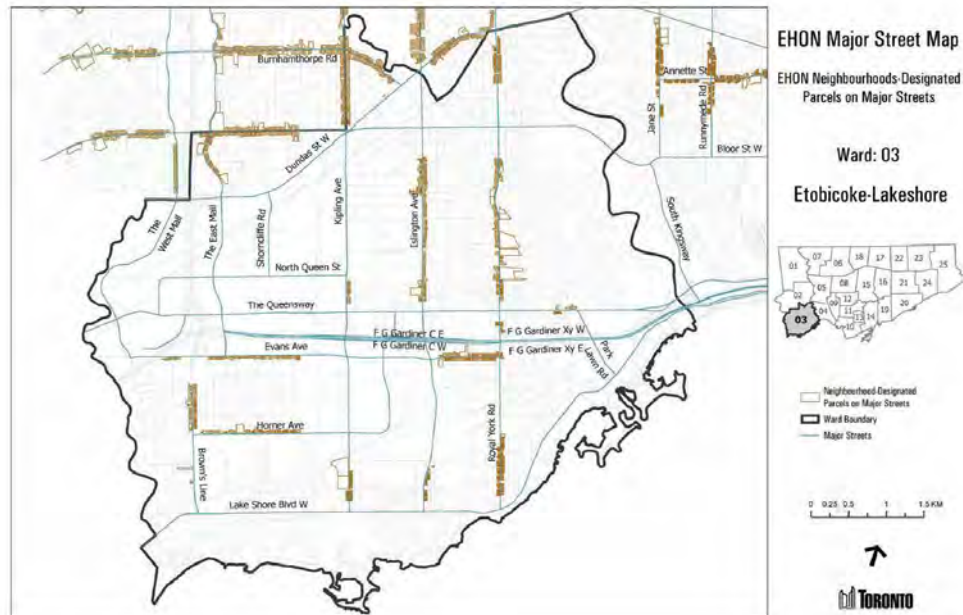 EHON Major Street Map
EHON Neighbourhoods-Designated
Parcels on Major Streets
Ward: 03
Etobicoke-Lakeshore
Burnhamthorpe Rd
Annette St
Jane St
Runnymede Rd
Bloor St W
Dundas St W
The
West Mall
The East Mall
Shorncliffe Rd
Kipling Ave
Islington Ave
South Kingsway
North Queen St
The Queensway
F G Gardiner C E
F G Gardiner Xy W
F G Gardiner C W
F G Gardiner Xy E
Evans Ave
Park
Lawn Rd
Horner Ave
Brown's Line
Royal York Rd
Lake Shore Blvd W
01
07
06
18
17
22
23
25
02
05
08
15
16
21
24
03
04
09
12
11
13
10
14
19
20
Neighbourhood-Designated
Parcels on Major Streets
Ward Boundary
Major Streets
0 0.25 0.5 1 1.5 KM
TORONTO